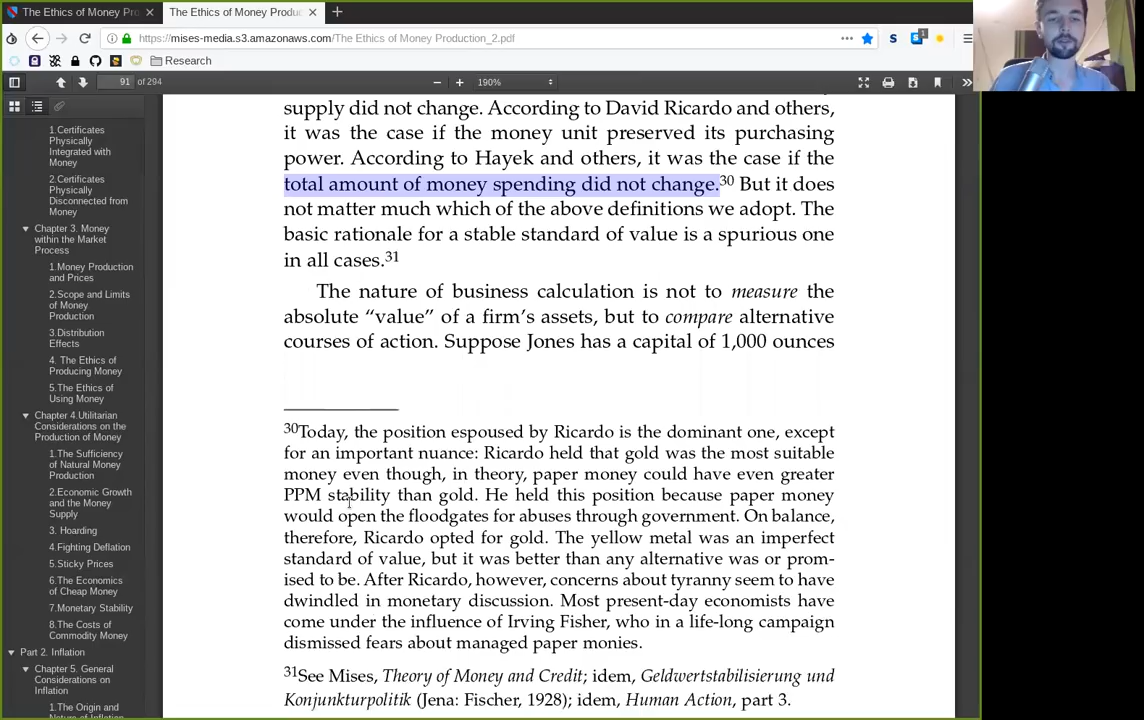 The Ethics of Money Pro
The Ethics of Money Produ
https://mises-media.s3.amazonaws.com/The Ethics of Money Production_2.pdf
S
1
Research
91 of 294
190%
1.Certificates
Physically
Integrated with
Money
2.Certificates
Physically
Disconnected from
Money
Chapter 3. Money
within the Market
Process
1.Money Production
and Prices
2.Scope and Limits
of Money
Production
3.Distribution
Effects
4. The Ethics of
Producing Money
5.The Ethics of
Using Money
Chapter 4.Utilitarian
Considerations on the
Production of Money
1.The Sufficiency
of Natural Money
Production
2.Economic Growth
and the Money
Supply
3. Hoarding
4.Fighting Deflation
5.Sticky Prices
6.The Economics
of Cheap Money
7.Monetary Stability
8.The Costs of
Commodity Money
Part 2. Inflation
Chapter 5. General
Considerations on
Inflation
1.The Origin and
Nature of Inflation
supply did not change. According to David Ricardo and others,
it was the case if the money unit preserved its purchasing
power. According to Hayek and others, it was the case if the
total amount of money spending did not change.30 But it does
not matter much which of the above definitions we adopt. The
basic rationale for a stable standard of value is a spurious one
in all cases.31
The nature of business calculation is not to measure the
absolute “value” of a firm’s assets, but to compare alternative
courses of action. Suppose Jones has a capital of 1,000 ounces
30Today, the position espoused by Ricardo is the dominant one, except
for an important nuance: Ricardo held that gold was the most suitable
money even though, in theory, paper money could have even greater
PPM stability than gold. He held this position because paper money
would open the floodgates for abuses through government. On balance,
therefore, Ricardo opted for gold. The yellow metal was an imperfect
standard of value, but it was better than any alternative was or prom-
ised to be. After Ricardo, however, concerns about tyranny seem to have
dwindled in monetary discussion. Most present-day economists have
come under the influence of Irving Fisher, who in a life-long campaign
dismissed fears about managed paper monies.
31See Mises, Theory of Money and Credit; idem, Geldwertstabilisierung und
Konjunkturpolitik (Jena: Fischer, 1928); idem, Human Action, part 3.